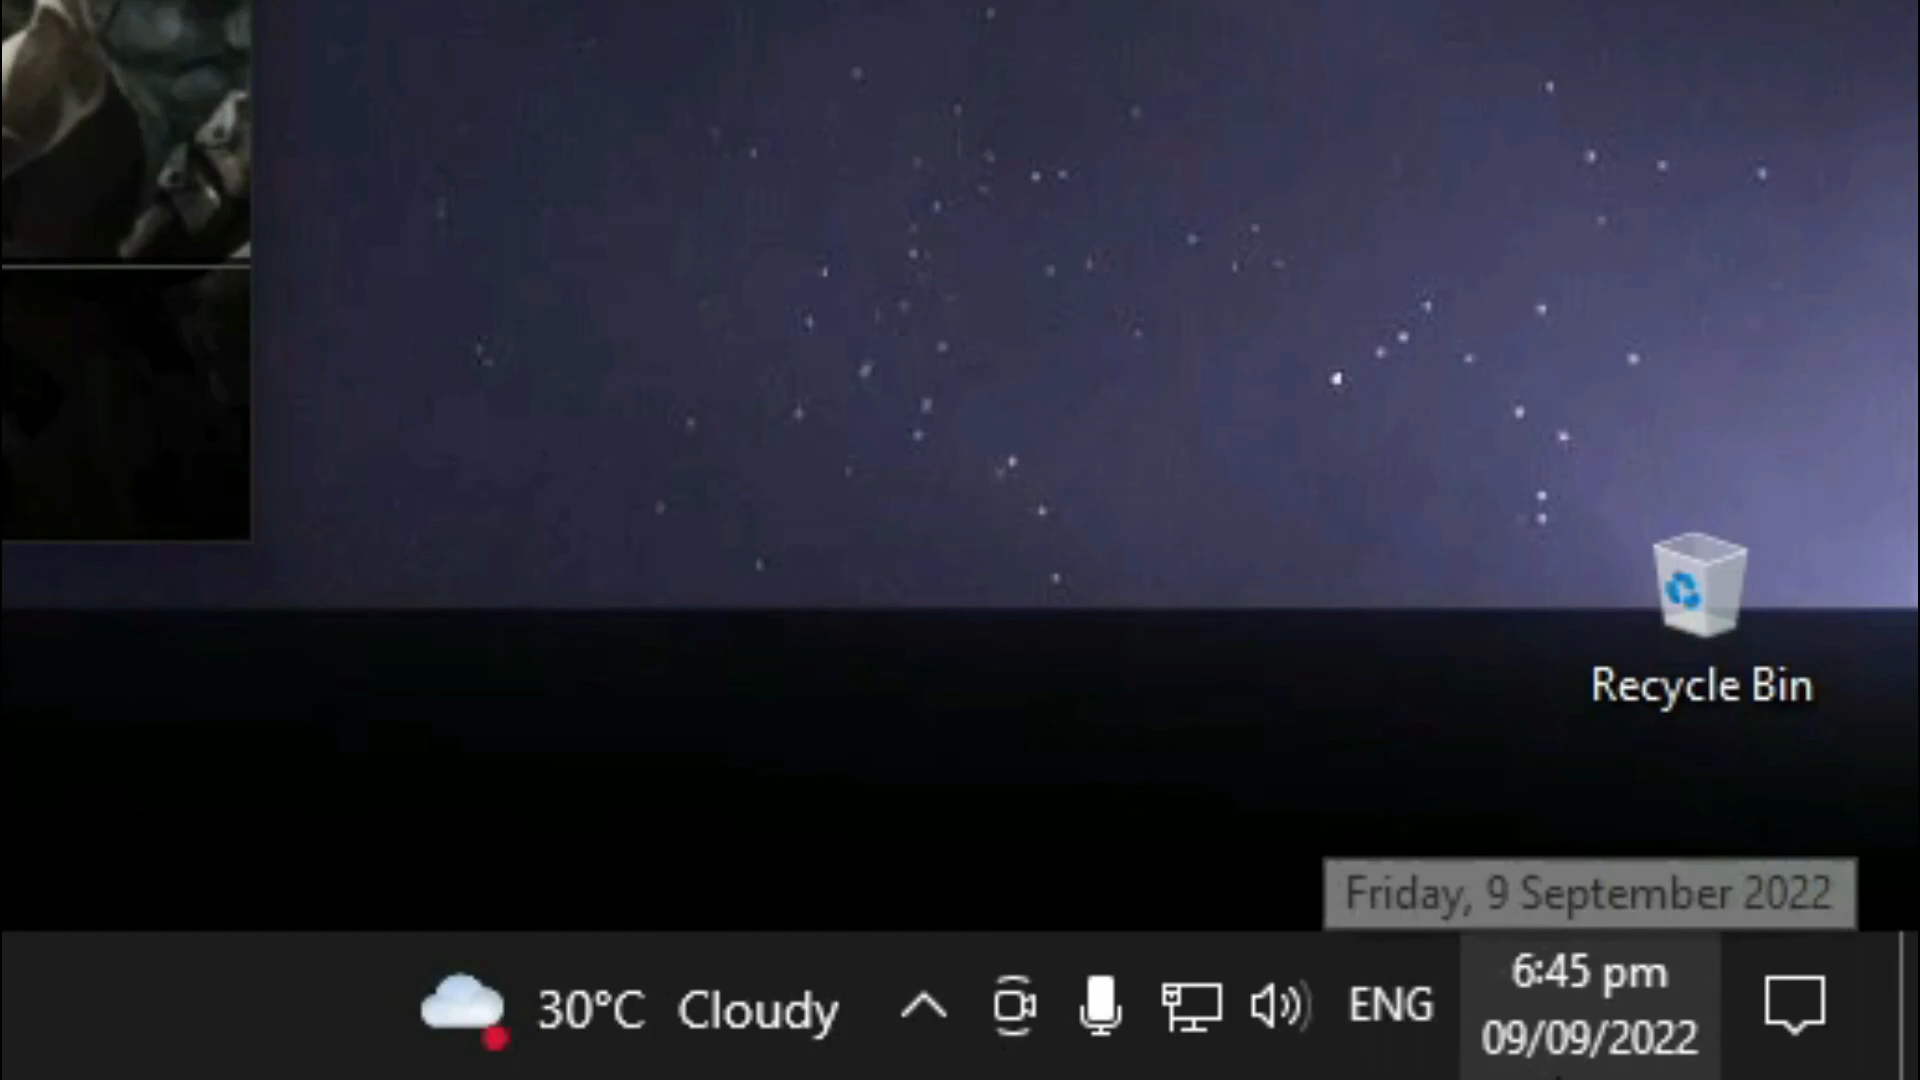 Recycle Bin
Friday, 9 September 2022
30°C Cloudy
ENG
6:45 pm
09/09/2022